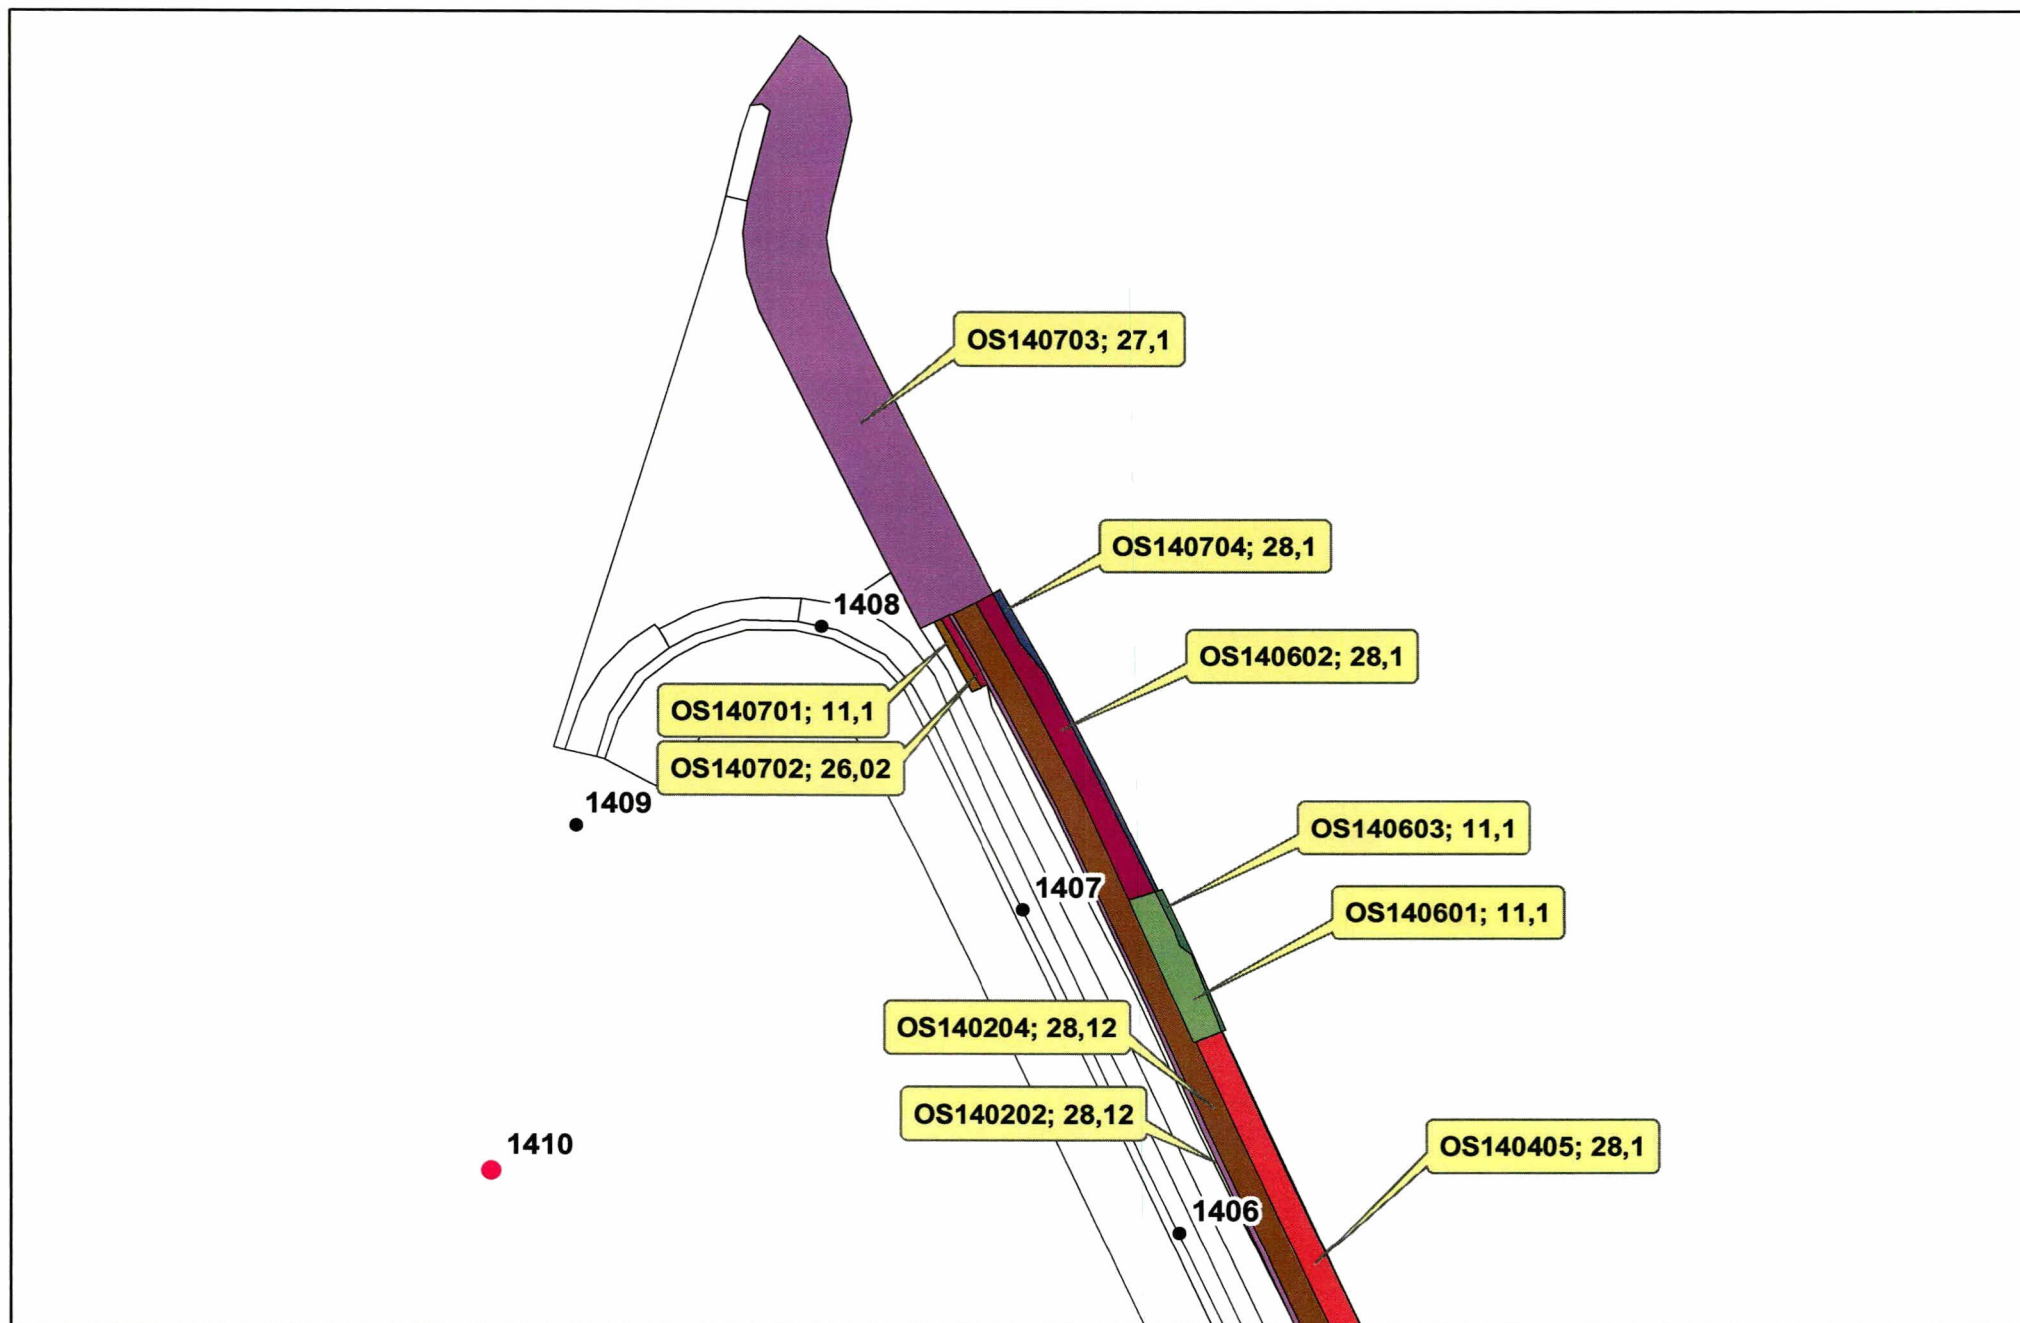 OS140703; 27,1
OS140704; 28,1
1408
OS140602; 28,1
OS140701; 11,1
OS140702; 26,02
1409
OS140603; 11,1
1407
OS140601; 11,1
OS140204; 28,12
OS140202; 28,12
OS140405; 28,1
1410
1406